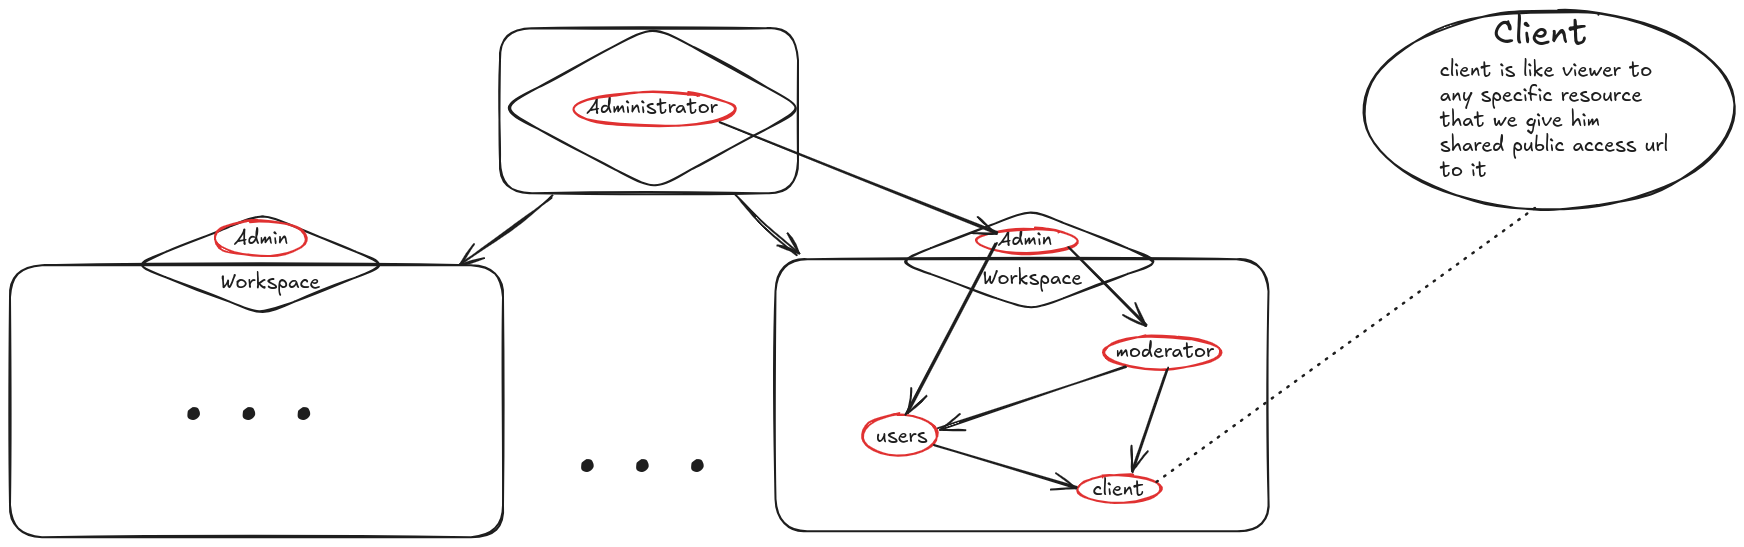 Administrator
Admin
Workspace
Admin
Workspace
moderator
users
client
Client
client is like viewer to
any specific resource
that we give him
shared public access url
to it